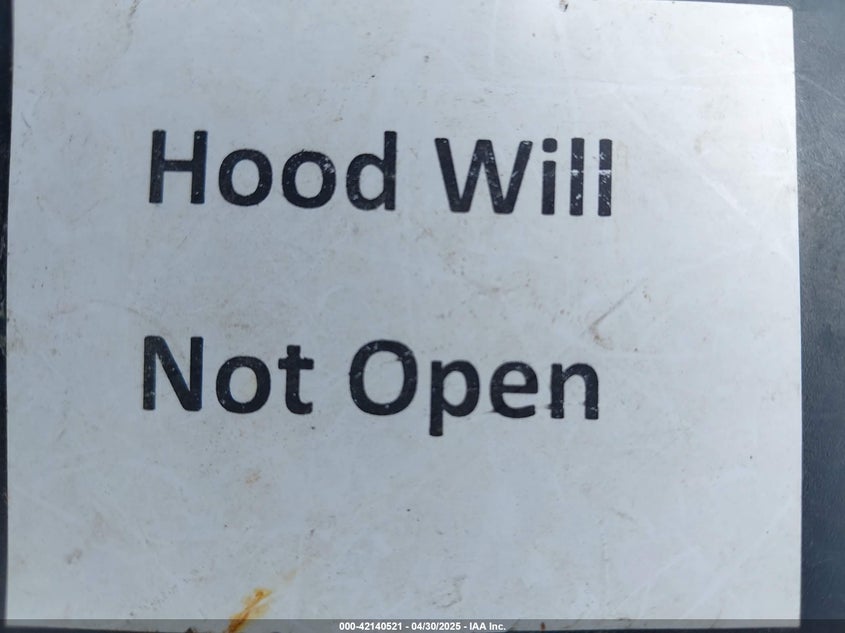 Hood Will
Not Open
000-42140521 - 04/30/2025 - IAA Inc.